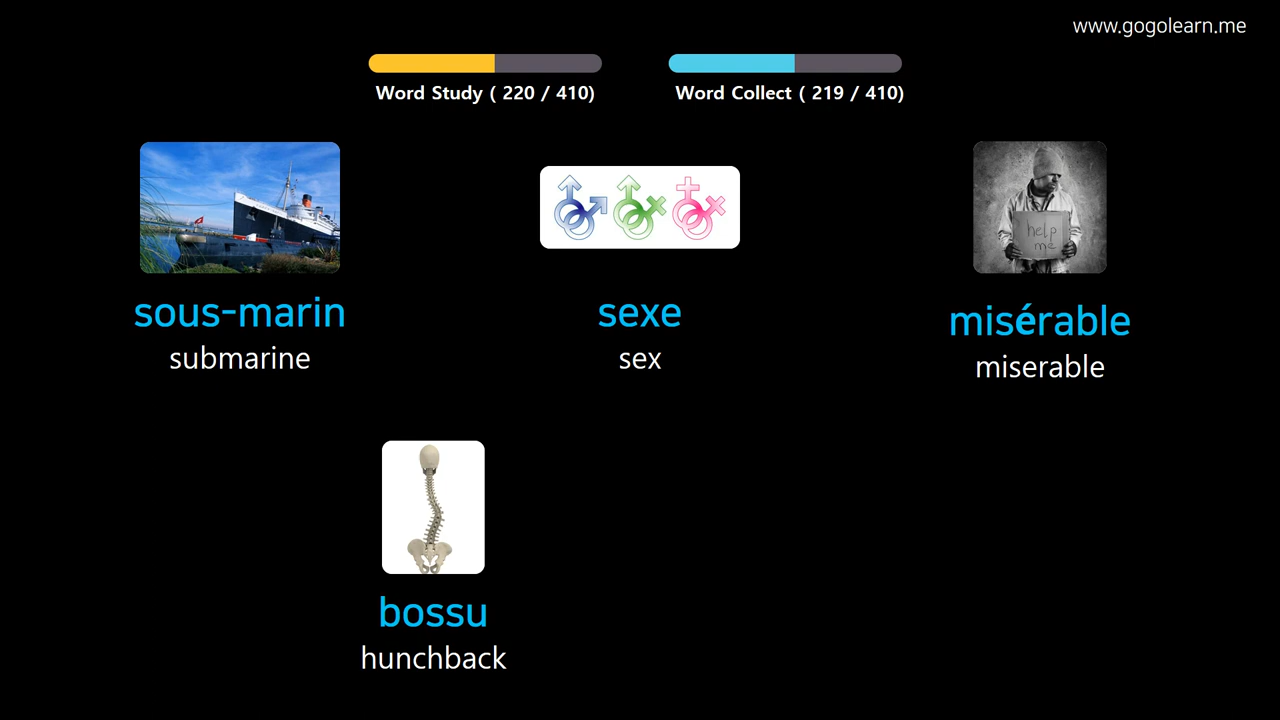 www.gogolearn.me
Word Study ( 220 / 410)
Word Collect ( 219 / 410)
help
me
sous-marin
submarine
sexe
sex
misérable
miserable
bossu
hunchback